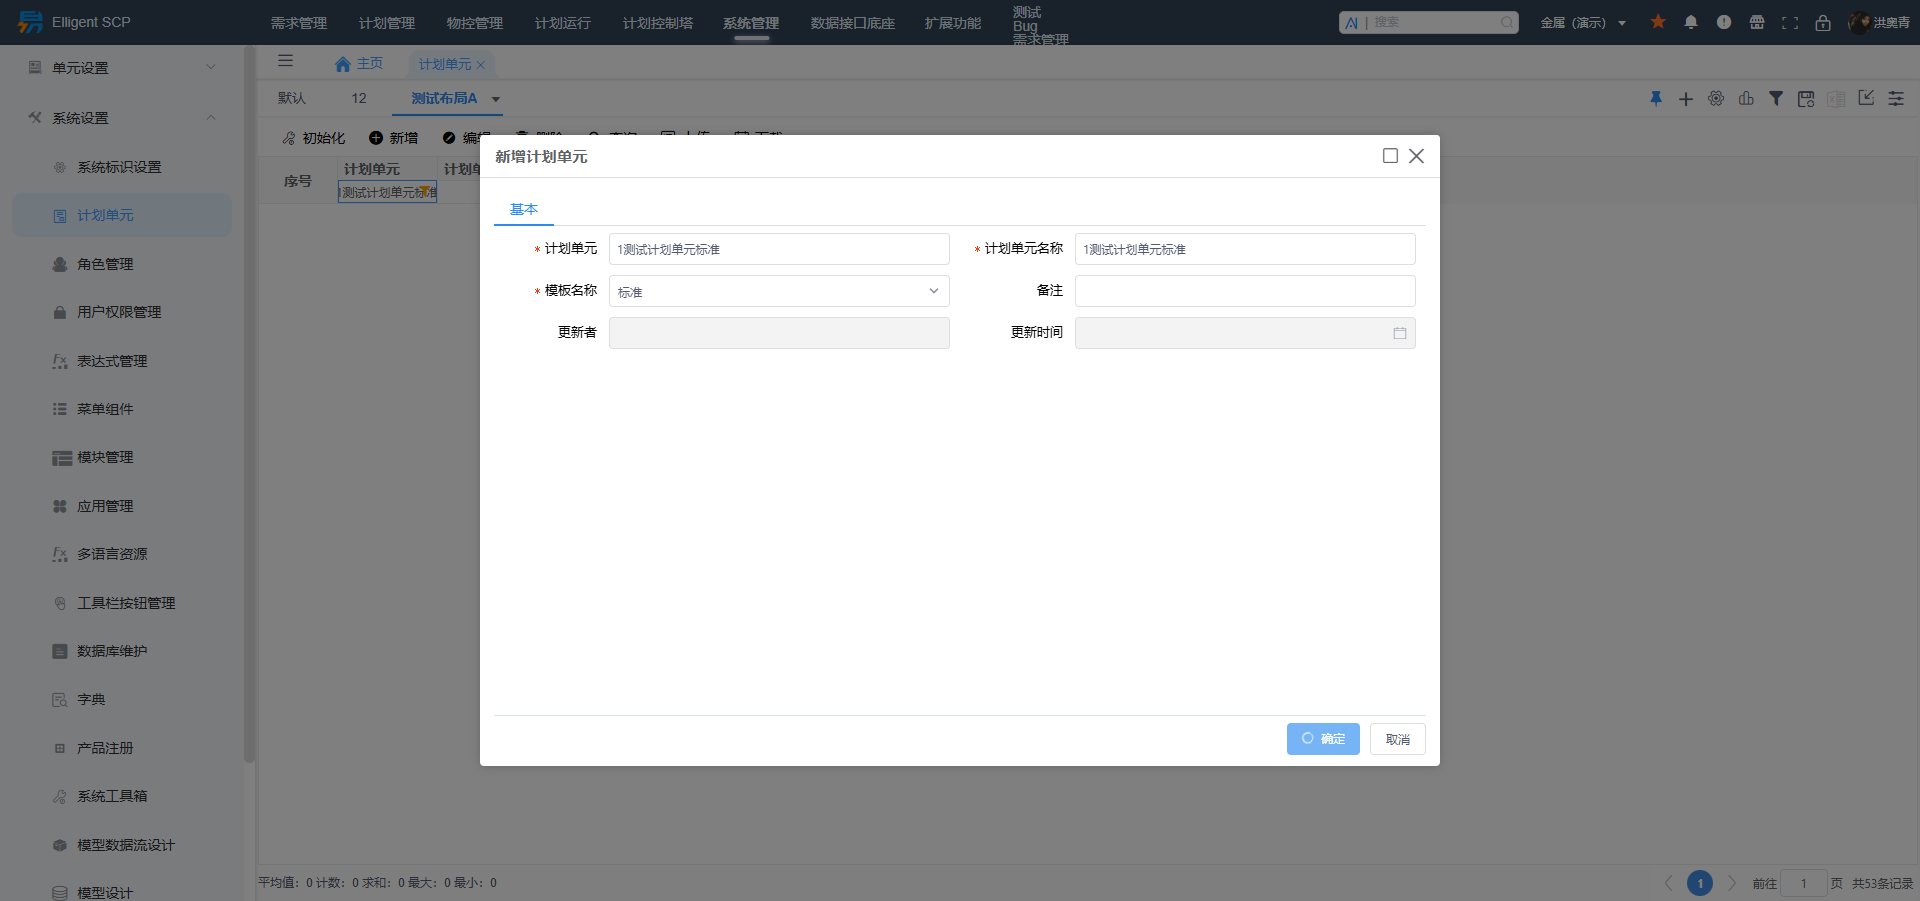 Elligent SCP
需求管理
计划管理
物控管理
计划运行
计划控制塔
系统管理
数据接口底座
扩展功能
测试
Bug
需求管理
AI | 搜索
金属（演示）
洪奥青
单元设置
系统设置
系统标识设置
计划单元
角色管理
用户权限管理
表达式管理
菜单组件
模块管理
应用管理
多语言资源
工具栏按钮管理
数据库维护
字典
产品注册
系统工具箱
模型数据流设计
模型设计
主页
计划单元
默认
12
测试布局A
初始化
新增
编辑
删除
查询
上传
下载
序号
计划单元
计划单
1测试计划单元标准
新增计划单元
基本
* 计划单元
1测试计划单元标准
* 计划单元名称
1测试计划单元标准
* 模板名称
标准
备注
更新者
更新时间
确定
取消
平均值：0 计数：0 求和：0 最大：0 最小：0
1
前往
1
页
共53条记录